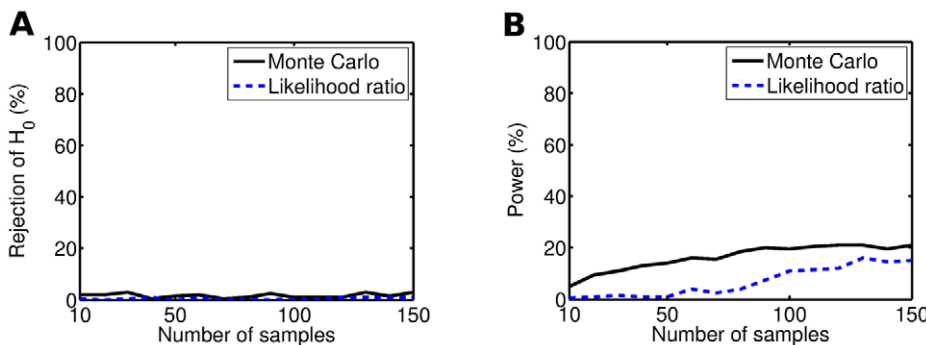 A
100
80
60
40
20
0
Rejection of H0 (%)
Monte Carlo
Likelihood ratio
10
50
100
150
Number of samples
B
100
80
60
40
20
0
Power (%)
Monte Carlo
Likelihood ratio
10
50
100
150
Number of samples